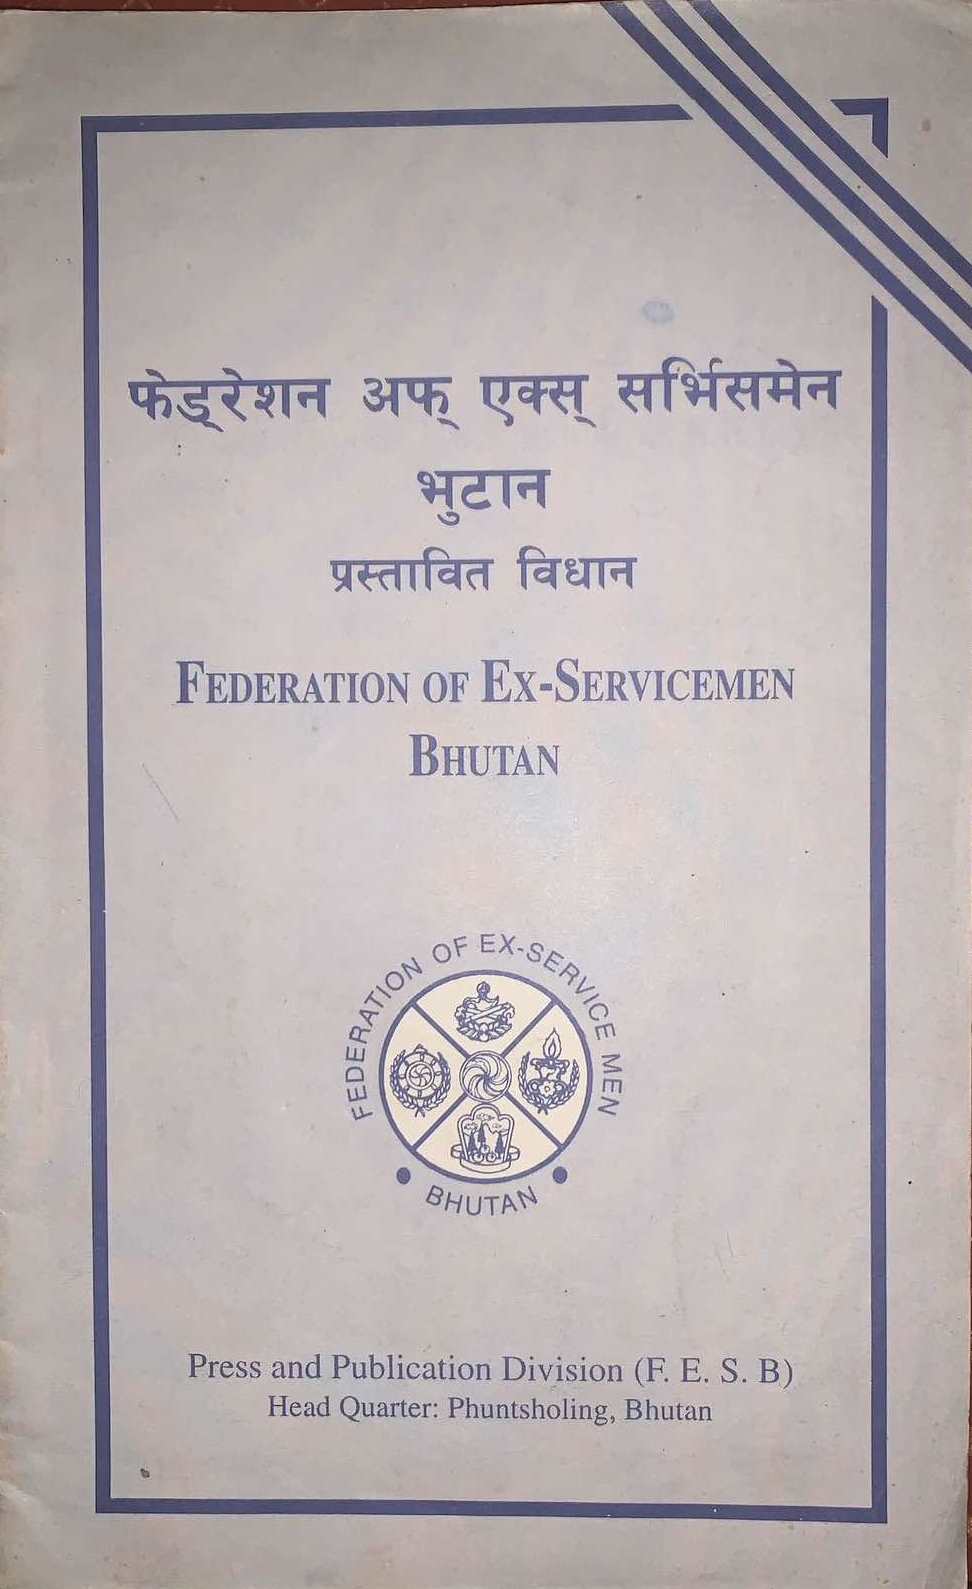 फेड्रेशन अफ् एक्स् सर्भिसमेन
भुटान
प्रस्तावित विधान
FEDERATION OF EX-SERVICEMEN
BHUTAN
FEDERATION OF EX-SERVICE MEN
BHUTAN
Press and Publication Division (F. E. S. B)
Head Quarter: Phuntsholing, Bhutan